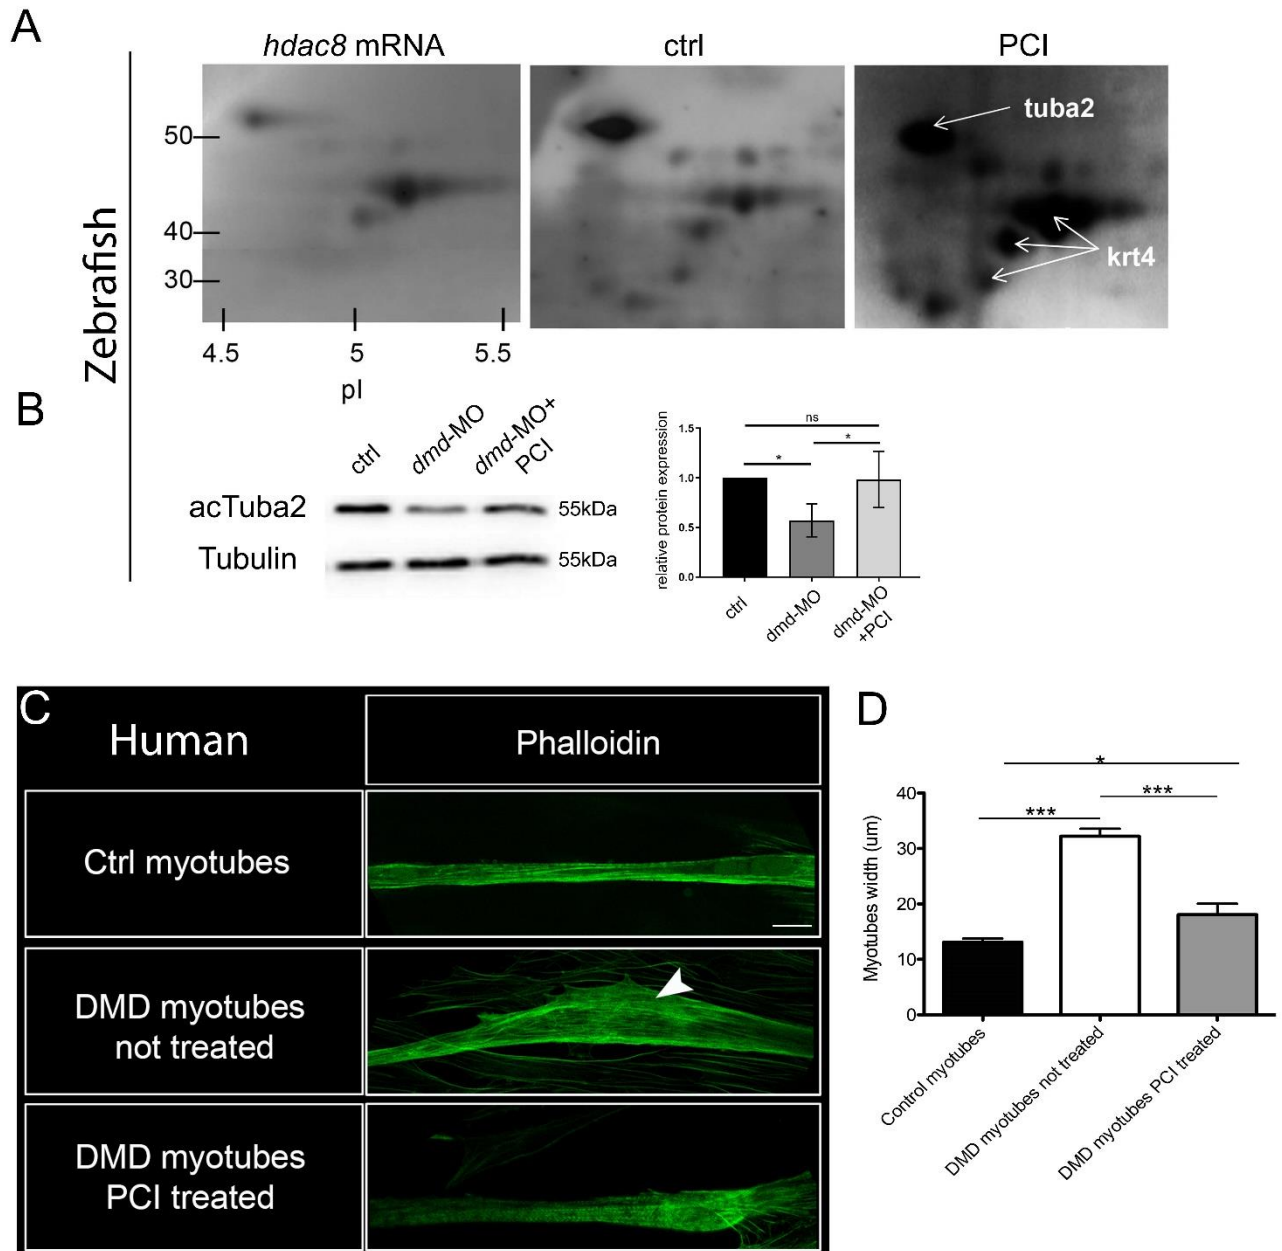 A
hdac8 mRNA
ctrl
PCI
tuba2
krt4
50
40
30
4.5
5
5.5
pI
Zebrafish
B
ctrl
dmd-MO
dmd-MO+
PCI
acTuba2
55kDa
Tubulin
55kDa
relative protein expression
1.5
1.0
0.5
0.0
ns
*
*
ctrl
dmd-MO
dmd-MO
+PCI
C
Human
Phalloidin
Ctrl myotubes
DMD myotubes
not treated
DMD myotubes
PCI treated
D
*
***
***
Myotubes width (um)
40
30
20
10
0
Control myotubes
DMD myotubes not treated
DMD myotubes PCI treated